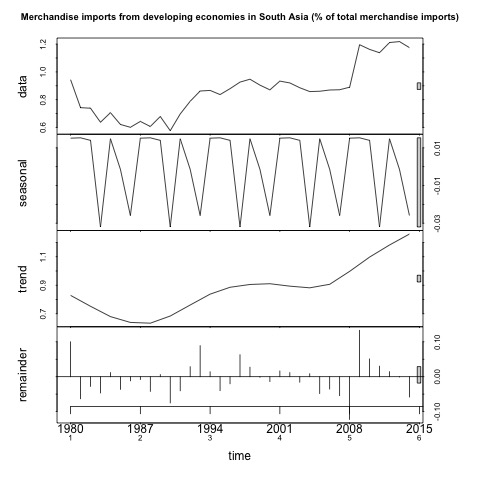 Merchandise imports from developing economies in South Asia (% of total merchandise imports)
data
0.6 0.8 1.0 1.2
seasonal
-0.03 -0.01 0.01
trend
0.7 0.9 1.1
remainder
-0.10 0.00 0.10
1980 1987 1994 2001 2008 2015
1 2 3 4 5 6
time